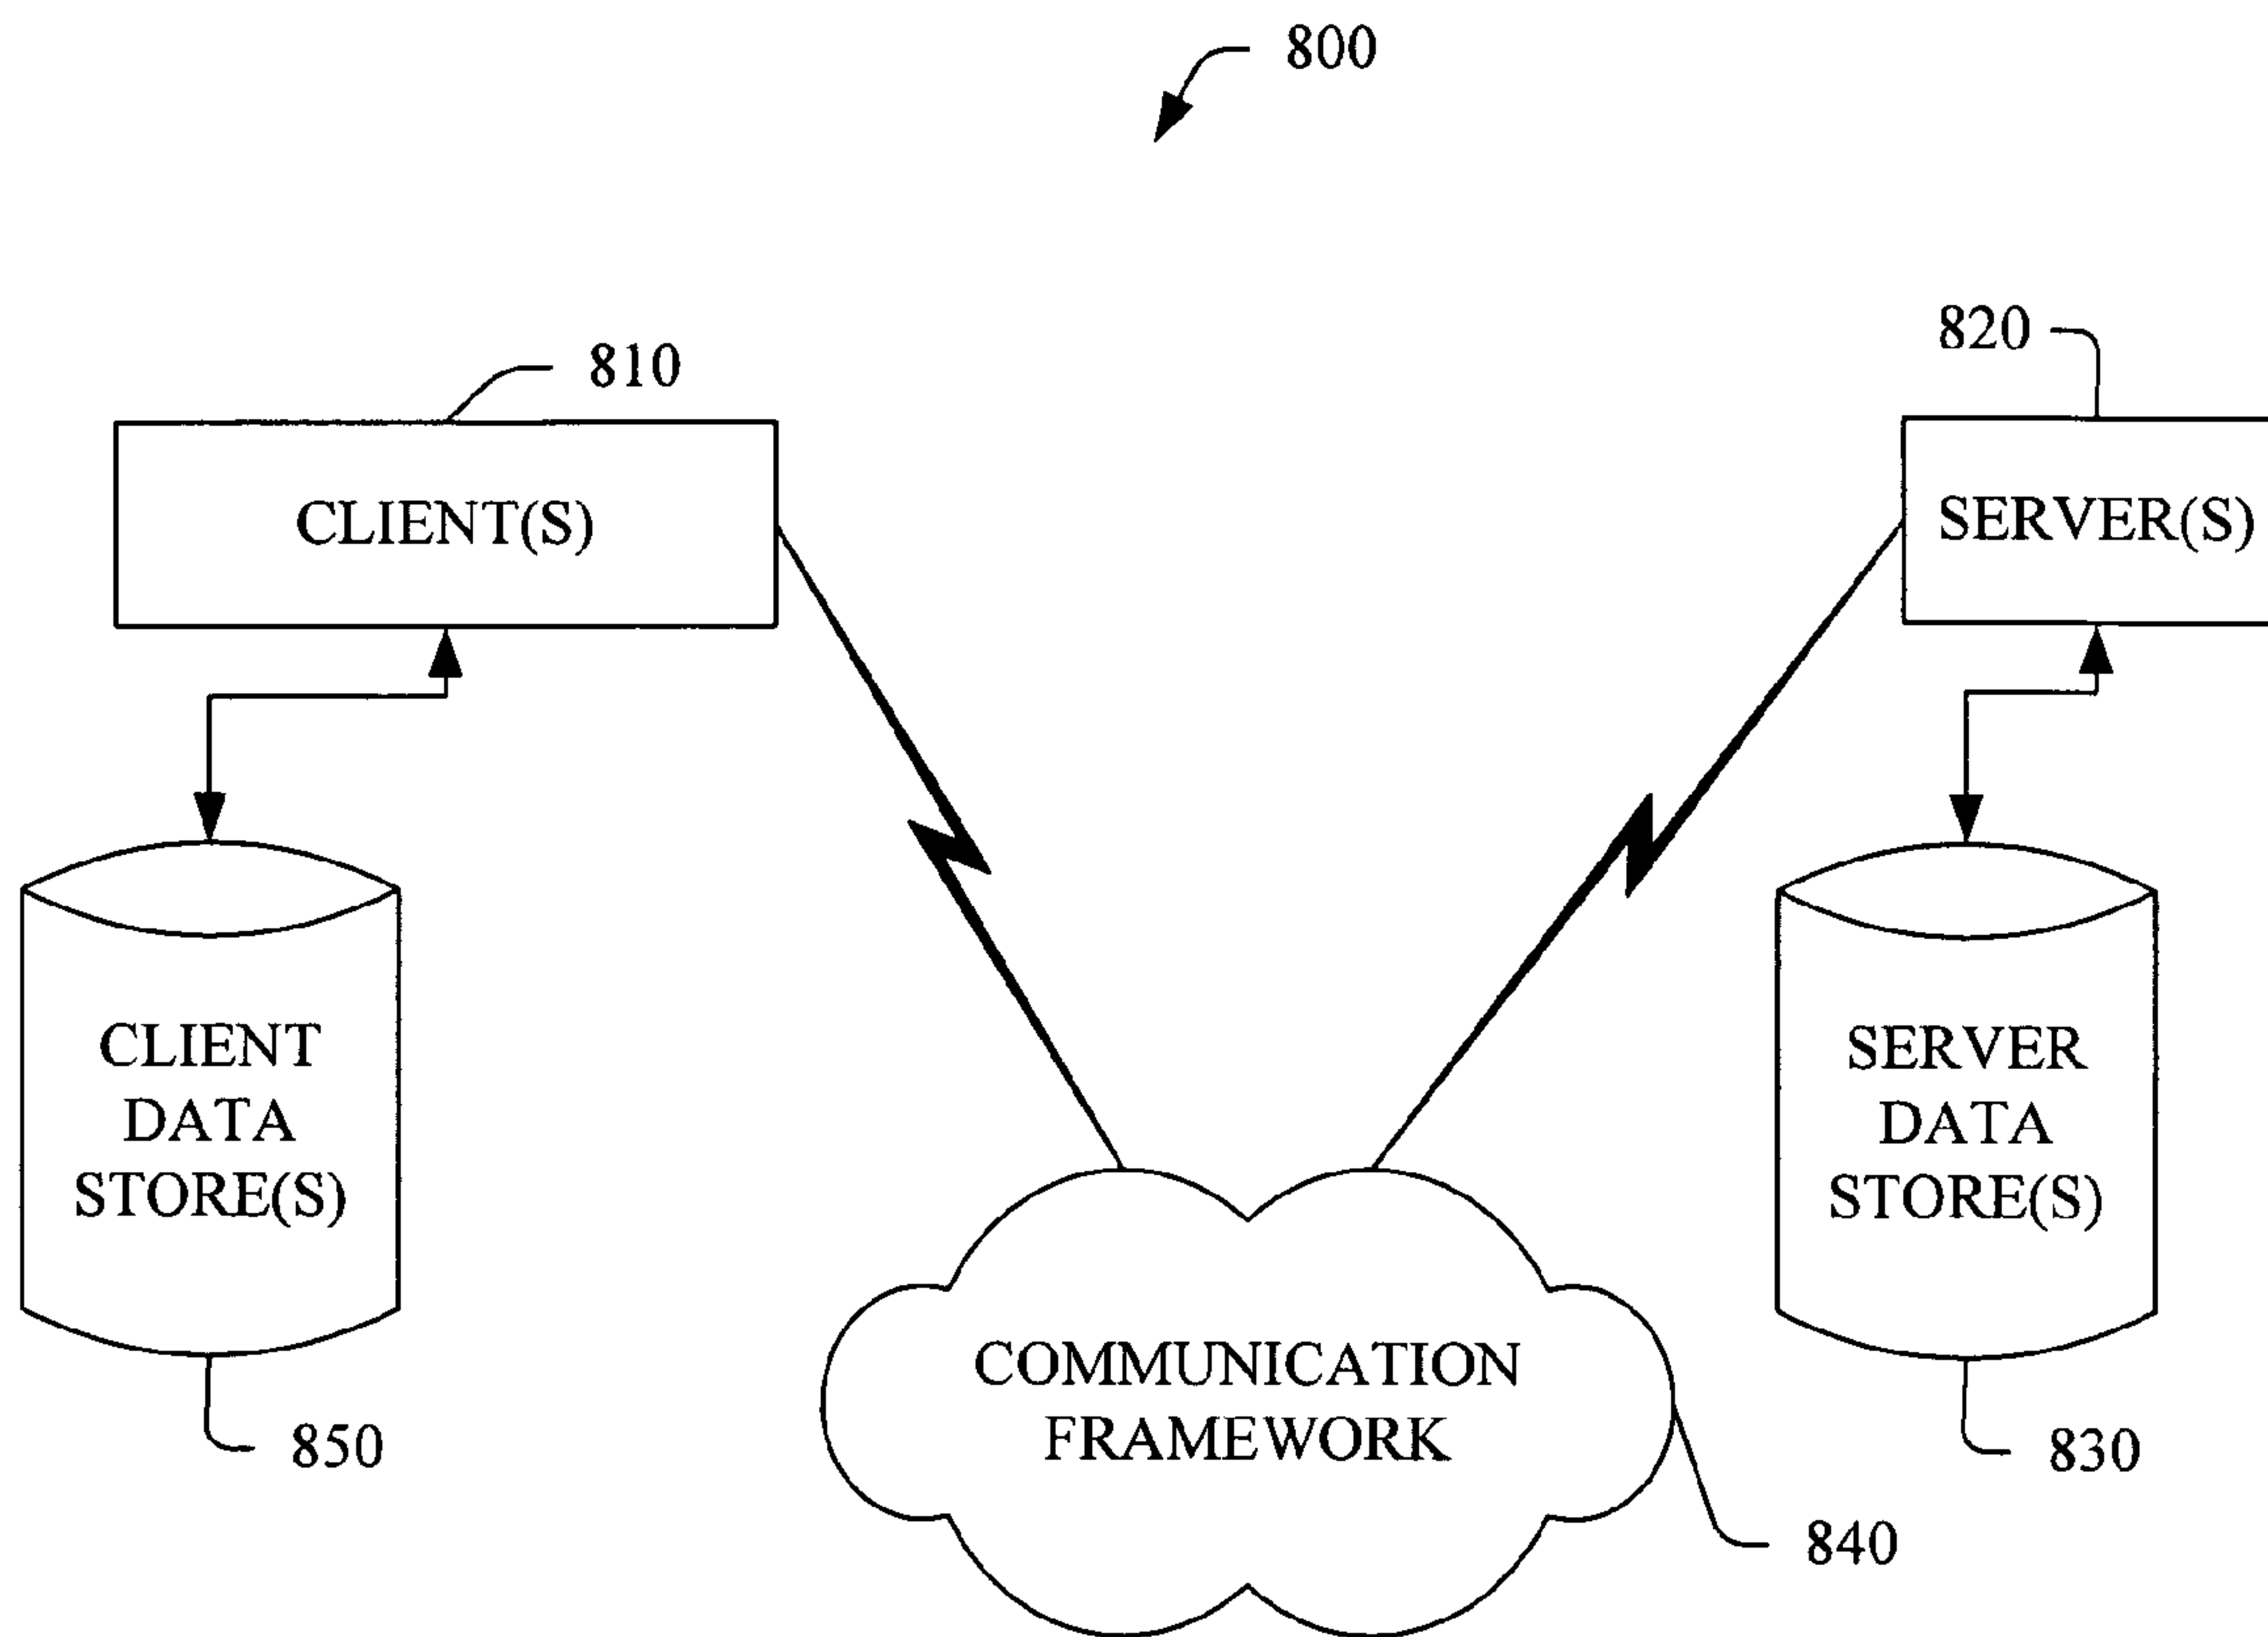 800
810
820
CLIENT(S)
SERVER(S)
CLIENT
DATA
STORE(S)
SERVER
DATA
STORE(S)
COMMUNICATION
FRAMEWORK
850
830
840